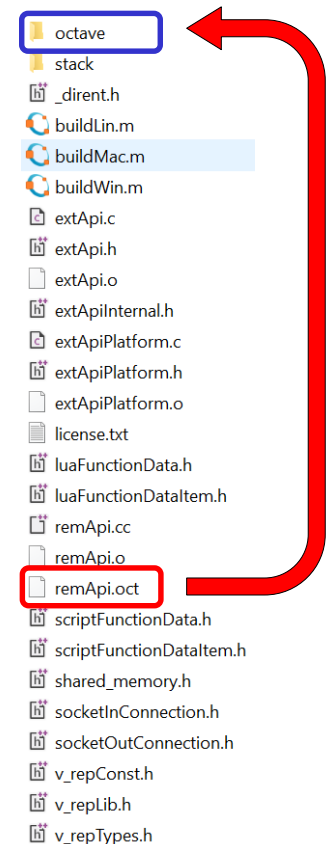 octave
stack
_dirent.h
buildLin.m
buildMac.m
buildWin.m
extApi.c
extApi.h
extApi.o
extApiInternal.h
extApiPlatform.c
extApiPlatform.h
extApiPlatform.o
license.txt
luaFunctionData.h
luaFunctionDataItem.h
remApi.cc
remApi.o
remApi.oct
scriptFunctionData.h
scriptFunctionDataItem.h
shared_memory.h
socketInConnection.h
socketOutConnection.h
v_repConst.h
v_repLib.h
v_repTypes.h